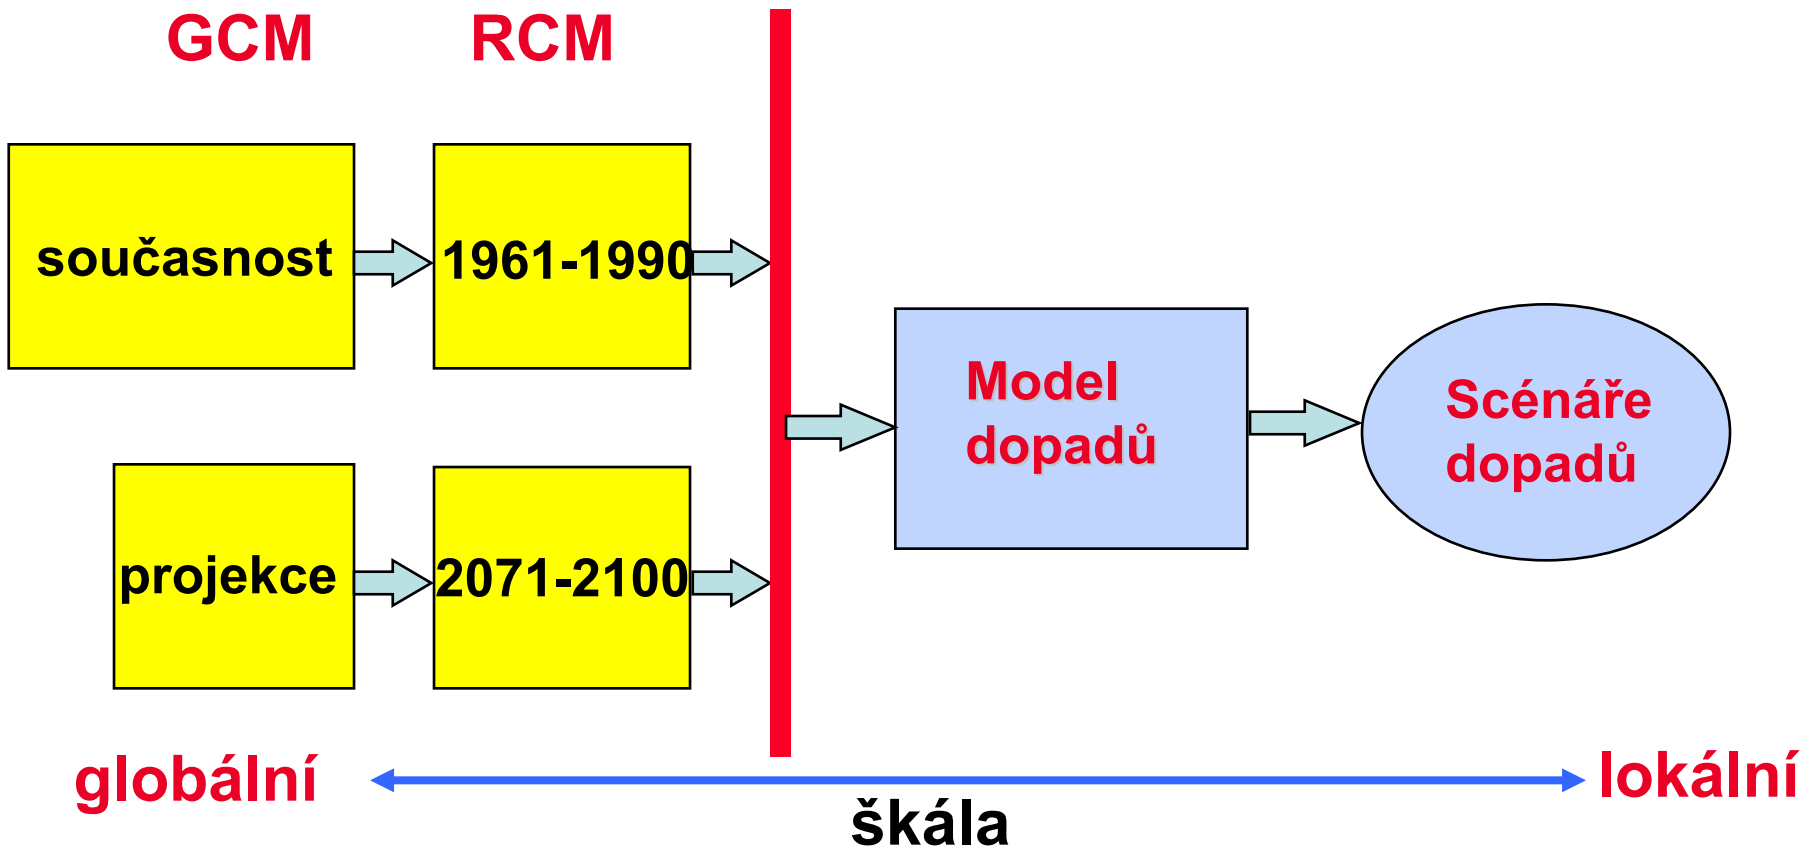 GCM RCM
současnost 1961-1990
Model
dopadů
Scénáře
dopadů
projekce 2071-2100
globální lokální
škála